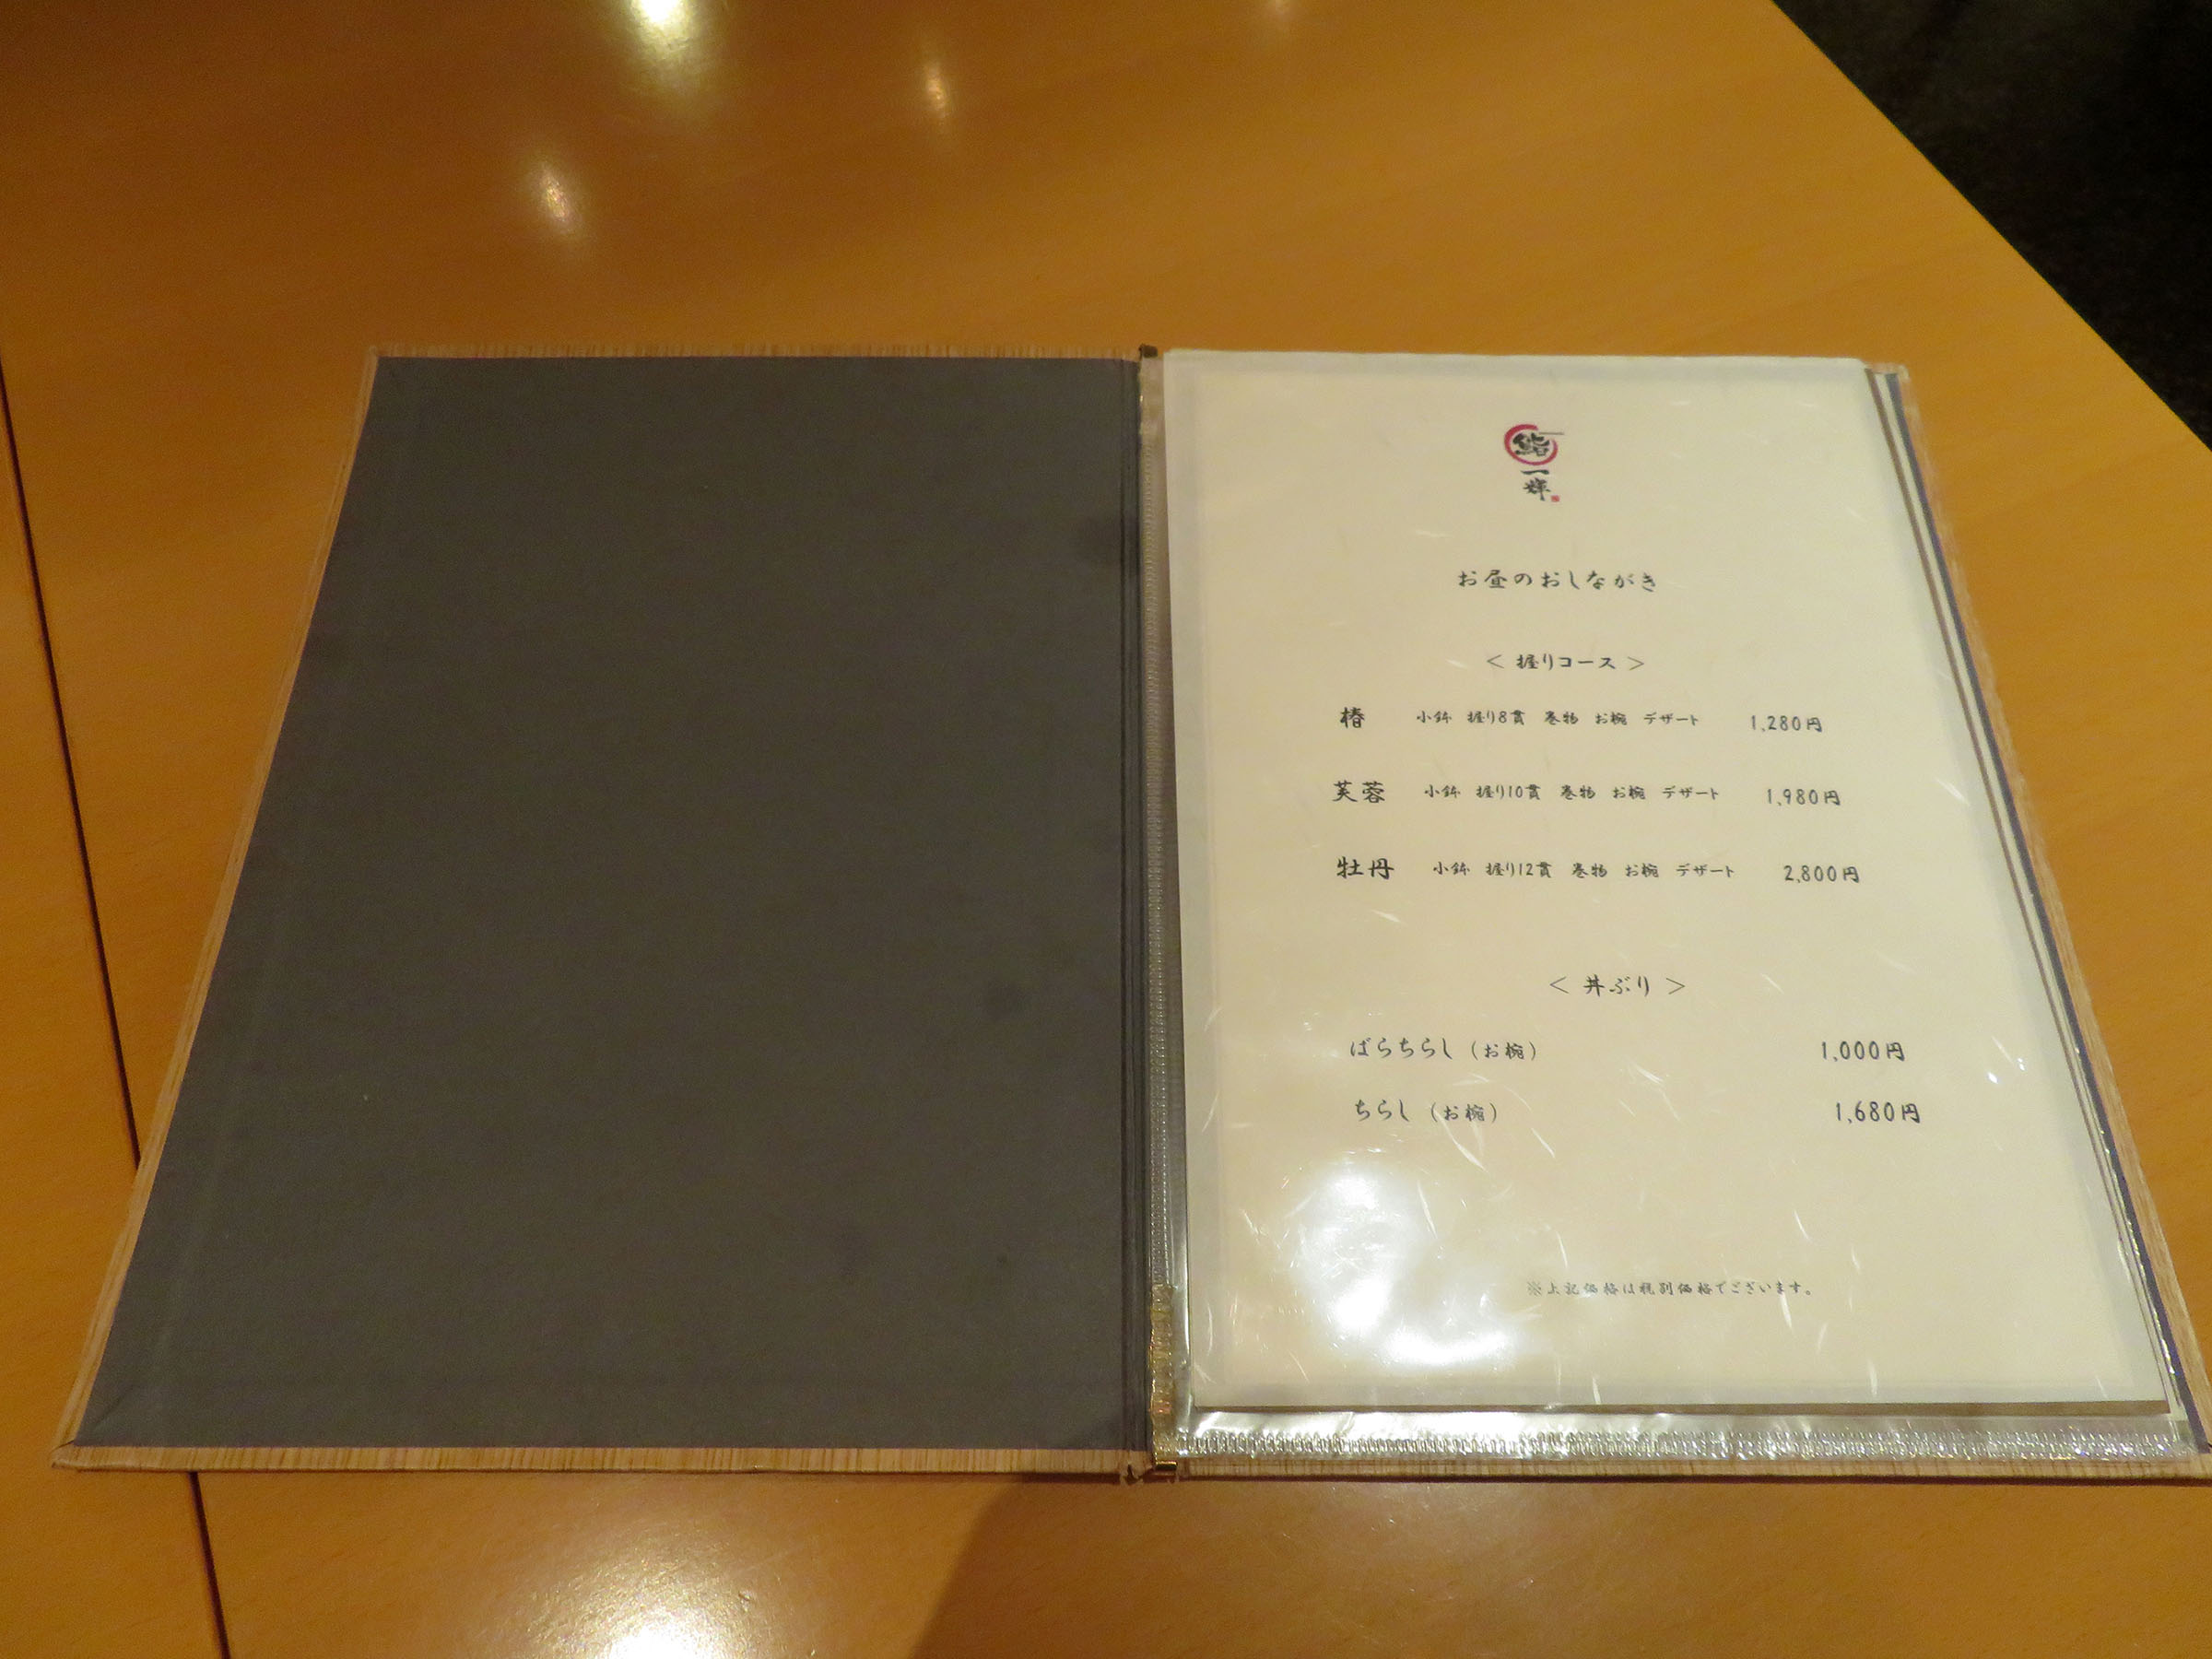 鮨
一輝
お昼のおしながき
＜ 握りコース ＞
椿 小鉢 握り8貫 巻物 お椀 デザート 1,280円
芙蓉 小鉢 握り10貫 巻物 お椀 デザート 1,980円
牡丹 小鉢 握り12貫 巻物 お椀 デザート 2,800円
＜ 丼ぶり ＞
ばらちらし（お椀） 1,000円
ちらし（お椀） 1,680円
※上記価格は税別価格でございます。